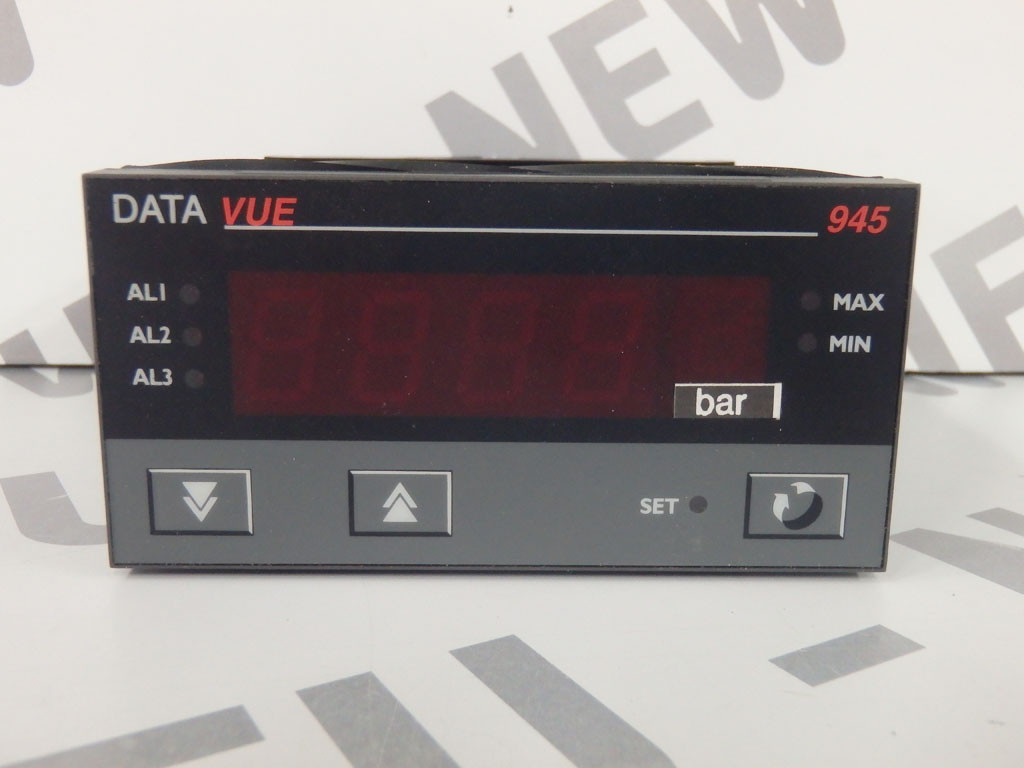 NEW
DATA VUE 945
AL1
MAX
AL2
MIN
AL3
bar
SET